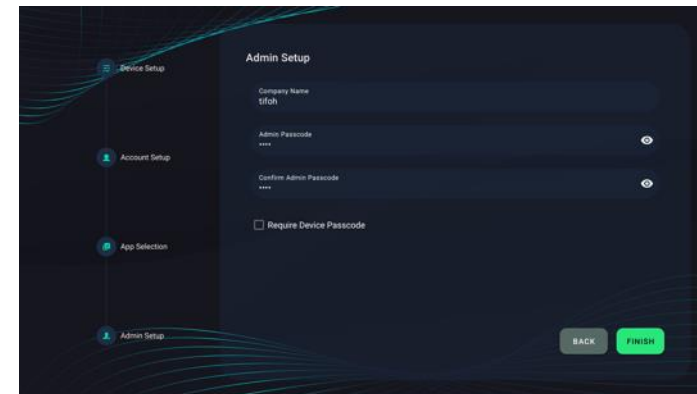 Device Setup
Account Setup
App Selection
Admin Setup
Admin Setup
Company Name
tifoh
Admin Passcode
••••
Confirm Admin Passcode
••••
Require Device Passcode
BACK
FINISH